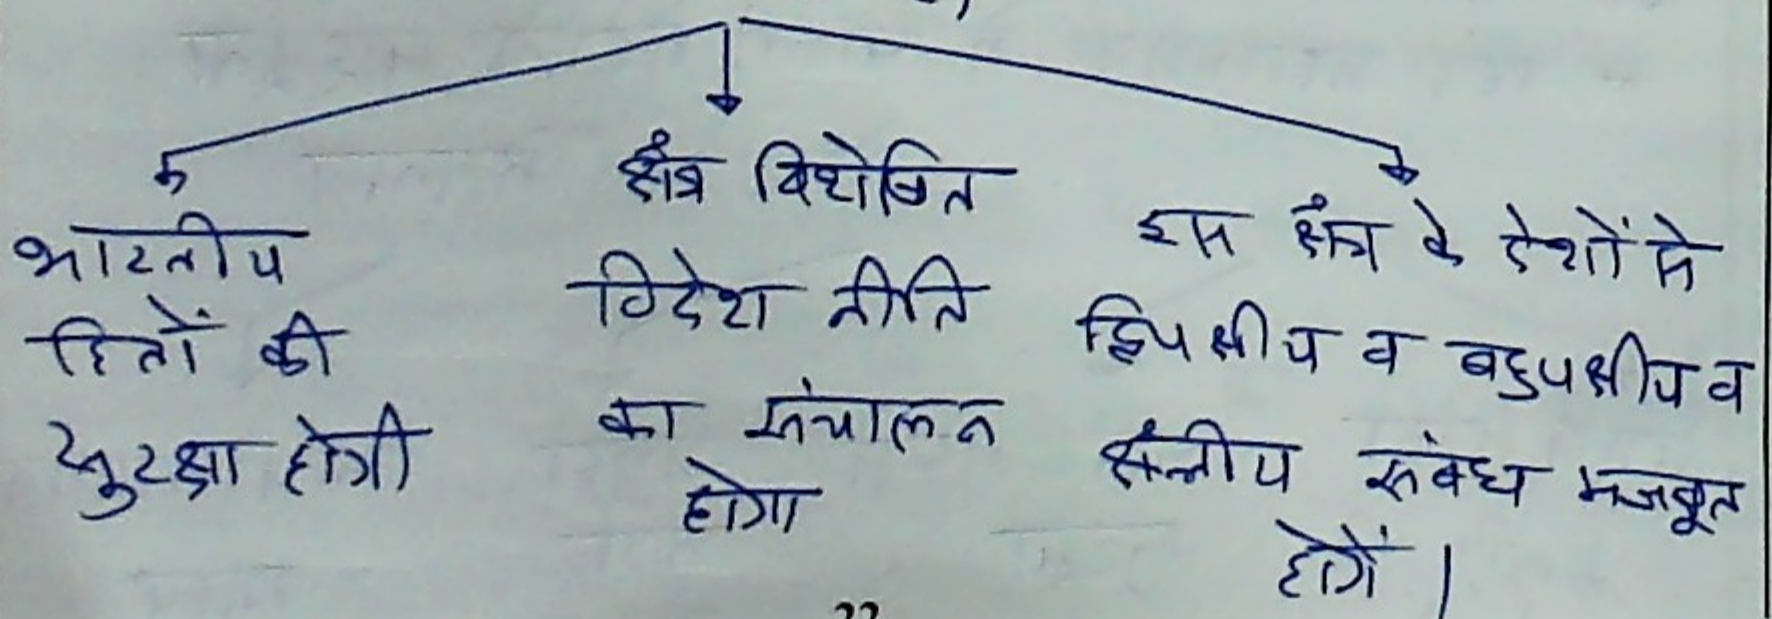 भारतीय
हितों की
सुरक्षा होगी
क्षेत्र विशेषित
विदेश नीति
का संचालन
होगा
इस क्षेत्र के देशों से
द्विपक्षीय व बहुपक्षीय व
क्षेत्रीय संबंध मजबूत
होगें।